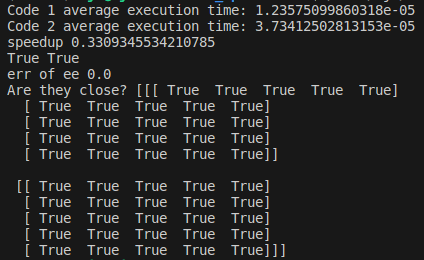 Code 1 average execution time: 1.23575099860318e-05
Code 2 average execution time: 3.73412502813153e-05
speedup 0.3309345534210785
True True
err of ee 0.0
Are they close? [[[ True  True  True  True  True]
  [ True  True  True  True  True]
  [ True  True  True  True  True]
  [ True  True  True  True  True]
  [ True  True  True  True  True]]

 [[ True  True  True  True  True]
  [ True  True  True  True  True]
  [ True  True  True  True  True]
  [ True  True  True  True  True]
  [ True  True  True  True  True]]]